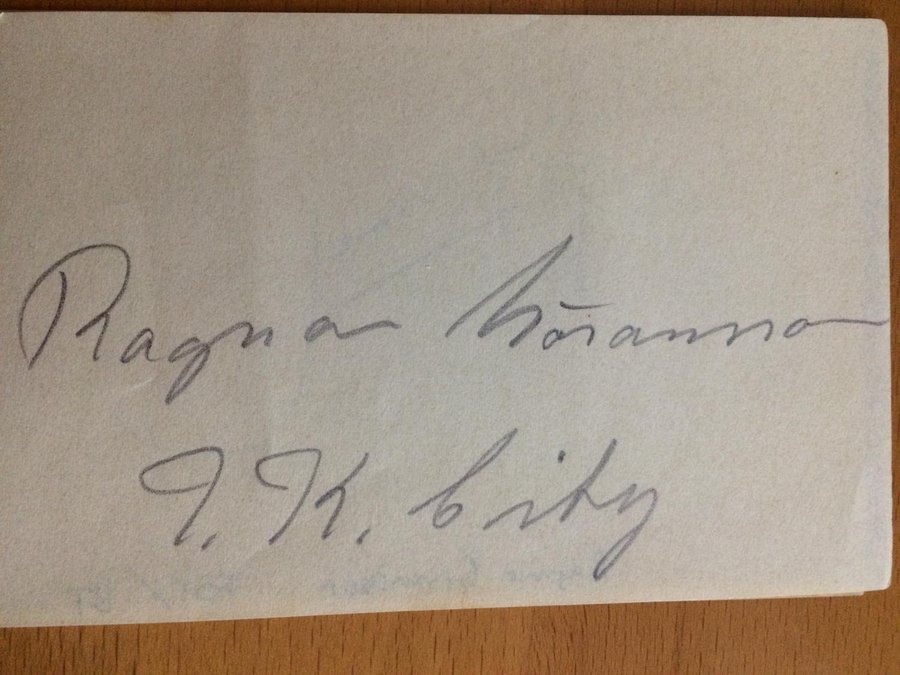 Ragnar Göransson
I. K. City